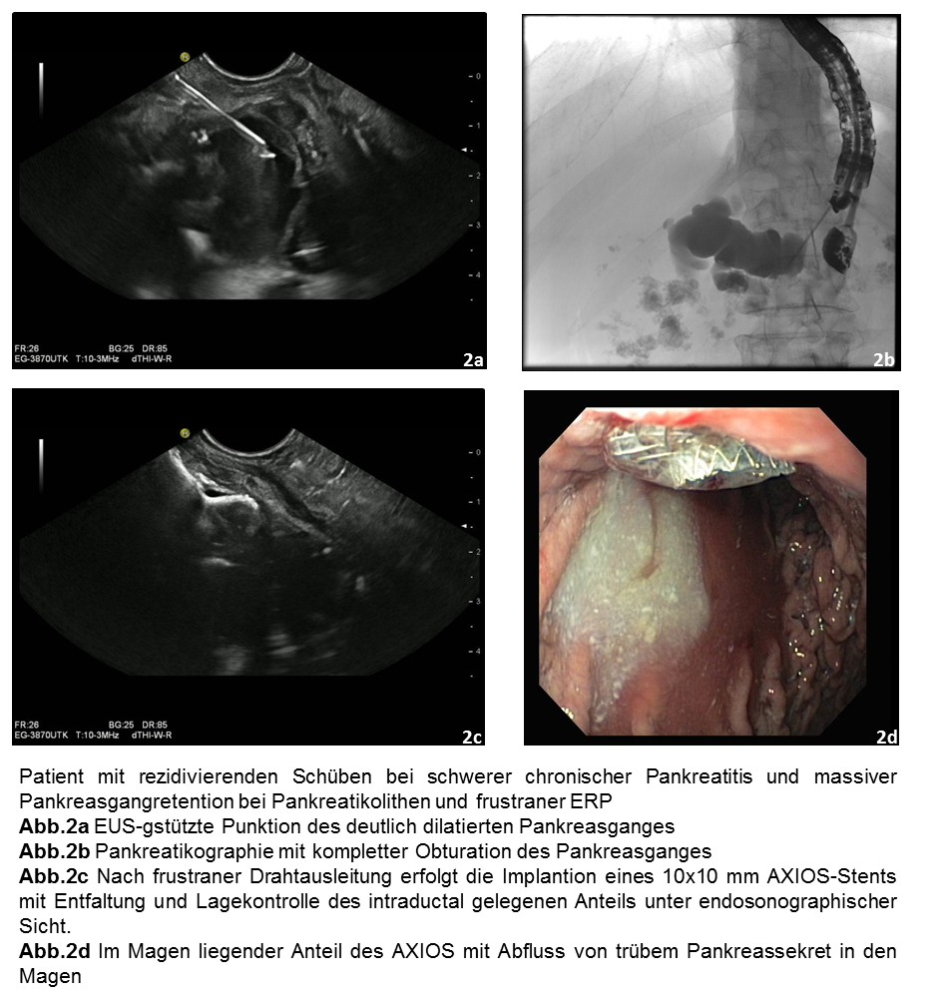 0
1
2
3
4
FR:26 BG:25 DR:85
EG-3870UTK T:10-3MHz dTHI-W-R
2a
2b
0
1
2
3
4
FR:26 BG:25 DR:85
EG-3870UTK T:10-3MHz dTHI-W-R
2c
2d
Patient mit rezidivierenden Schüben bei schwerer chronischer Pankreatitis und massiver
Pankreasgangretention bei Pankreatikolithen und frustraner ERP
Abb.2a EUS-gstützte Punktion des deutlich dilatierten Pankreasganges
Abb.2b Pankreatikographie mit kompletter Obturation des Pankreasganges
Abb.2c Nach frustraner Drahtausleitung erfolgt die Implantion eines 10x10 mm AXIOS-Stents
mit Entfaltung und Lagekontrolle des intraductal gelegenen Anteils unter endosonographischer
Sicht.
Abb.2d Im Magen liegender Anteil des AXIOS mit Abfluss von trübem Pankreassekret in den
Magen